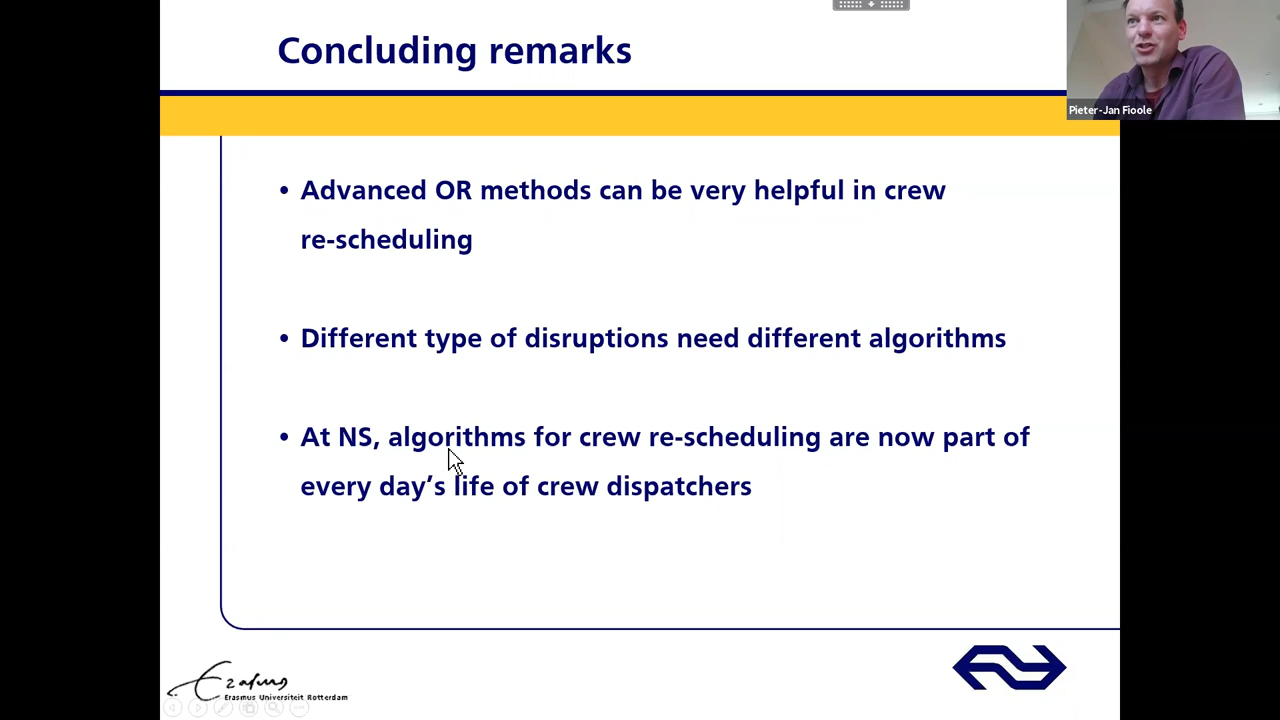 Concluding remarks
Pieter-Jan Fioole
• Advanced OR methods can be very helpful in crew
re-scheduling
• Different type of disruptions need different algorithms
• At NS, algorithms for crew re-scheduling are now part of
every day’s life of crew dispatchers
Erasmus
Erasmus Universiteit Rotterdam